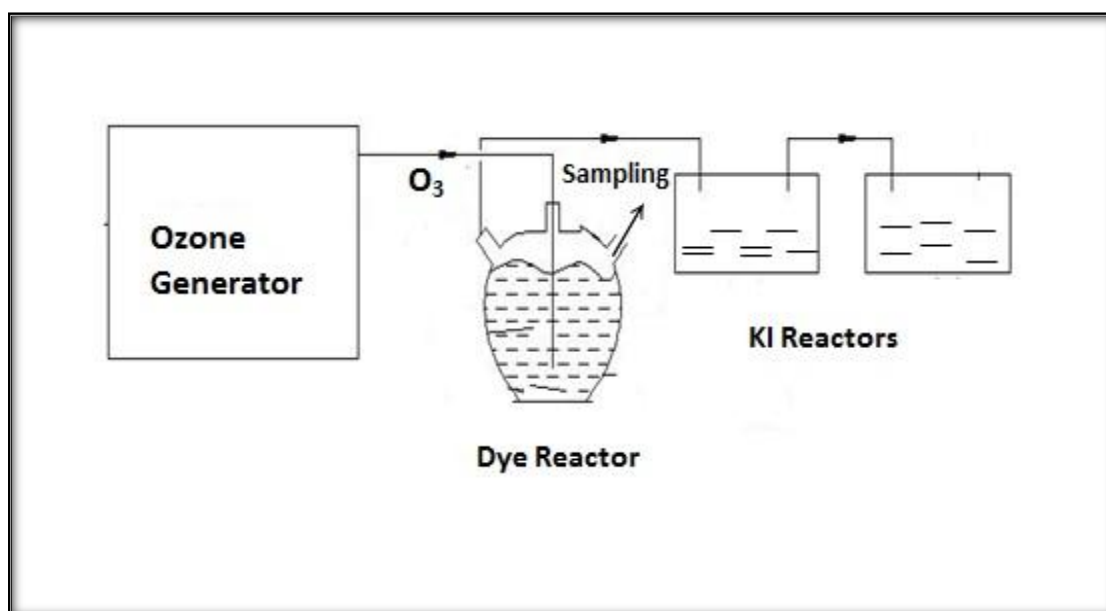 Ozone
Generator
O₃
Sampling
KI Reactors
Dye Reactor